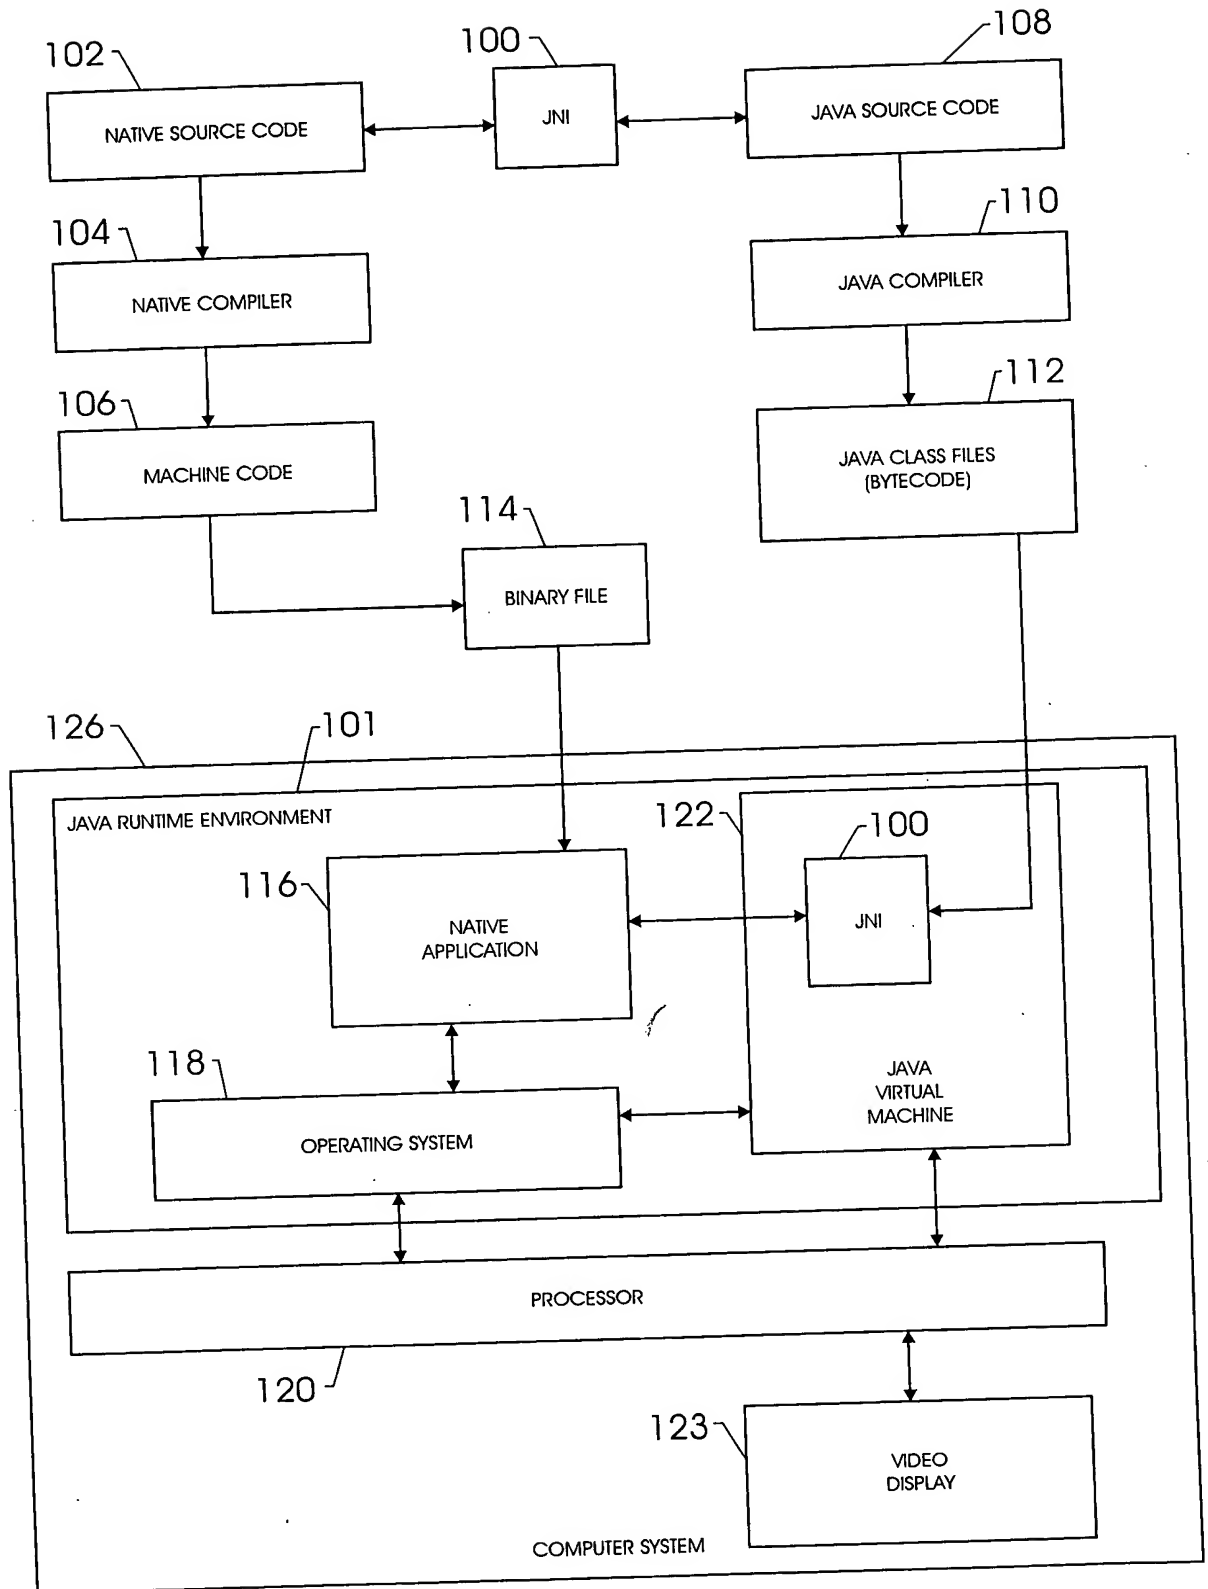 102
100
108
NATIVE SOURCE CODE
JNI
JAVA SOURCE CODE
104
110
NATIVE COMPILER
JAVA COMPILER
106
112
MACHINE CODE
JAVA CLASS FILES
(BYTECODE)
114
BINARY FILE
126
101
JAVA RUNTIME ENVIRONMENT
122
100
116
NATIVE
APPLICATION
JNI
118
JAVA
VIRTUAL
MACHINE
OPERATING SYSTEM
PROCESSOR
120
123
VIDEO
DISPLAY
COMPUTER SYSTEM